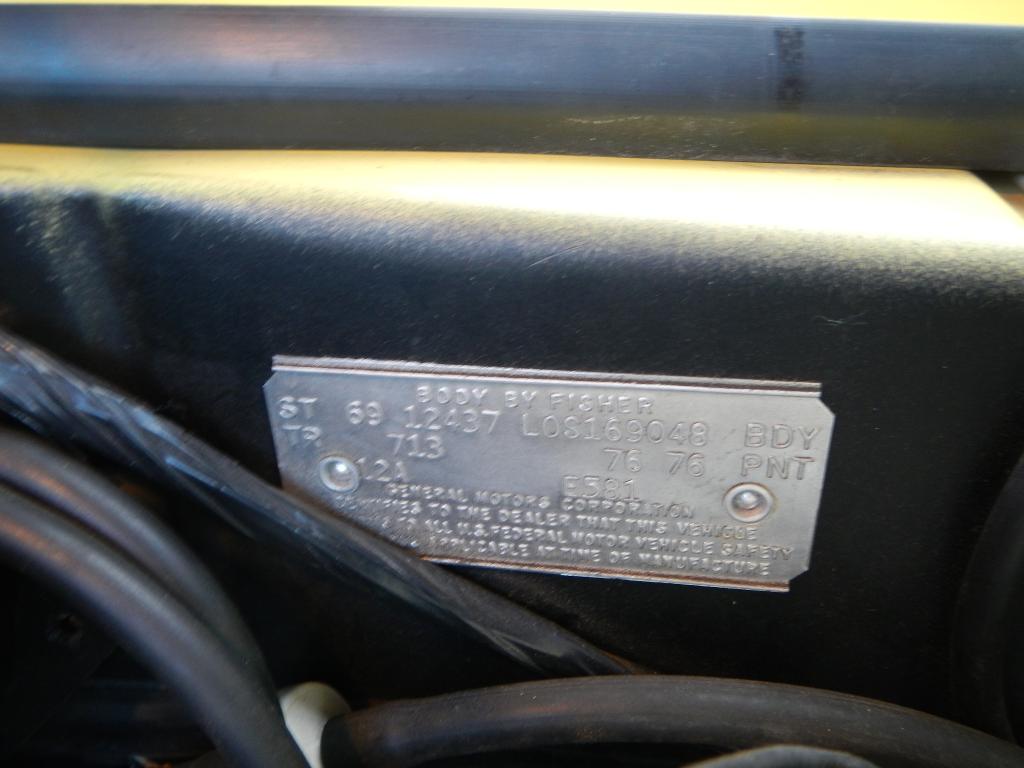 BODY BY FISHER
ST 69 12437 LOS169048 BDY
TR 713 76 76 PNT
12A E381
GENERAL MOTORS CORPORATION
TO THE DEALER THAT THIS VEHICLE
TO ALL U.S. FEDERAL MOTOR VEHICLE SAFETY
APPLICABLE AT TIME OF MANUFACTURE